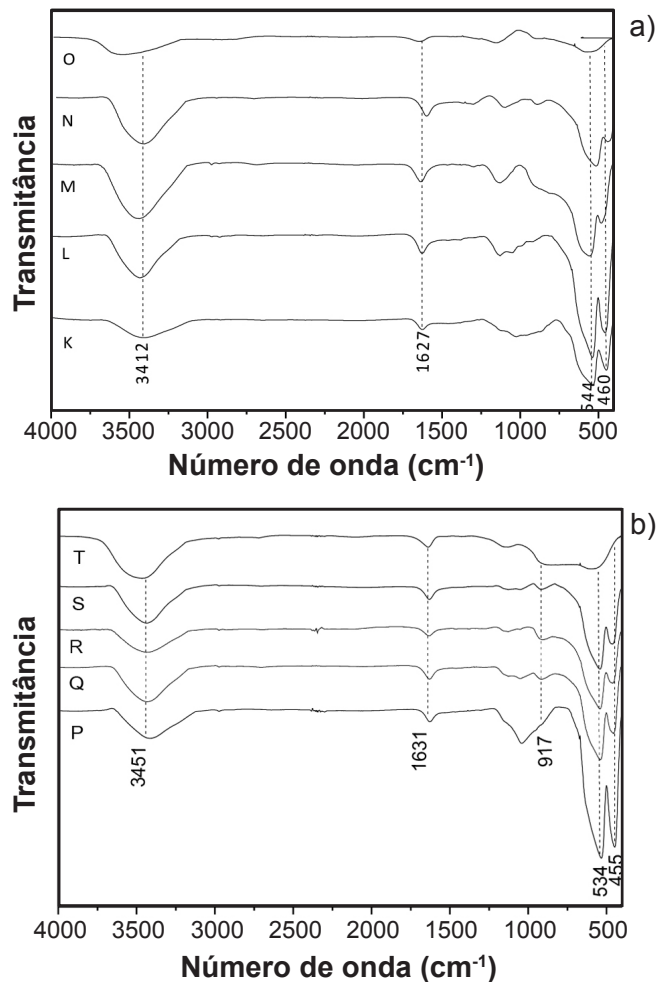 a)
O
N
M
L
K
3412
1627
544
460
Transmitância
4000 3500 3000 2500 2000 1500 1000 500
Número de onda (cm-1)
b)
T
S
R
Q
P
3451
1631
917
534
455
Transmitância
4000 3500 3000 2500 2000 1500 1000 500
Número de onda (cm-1)